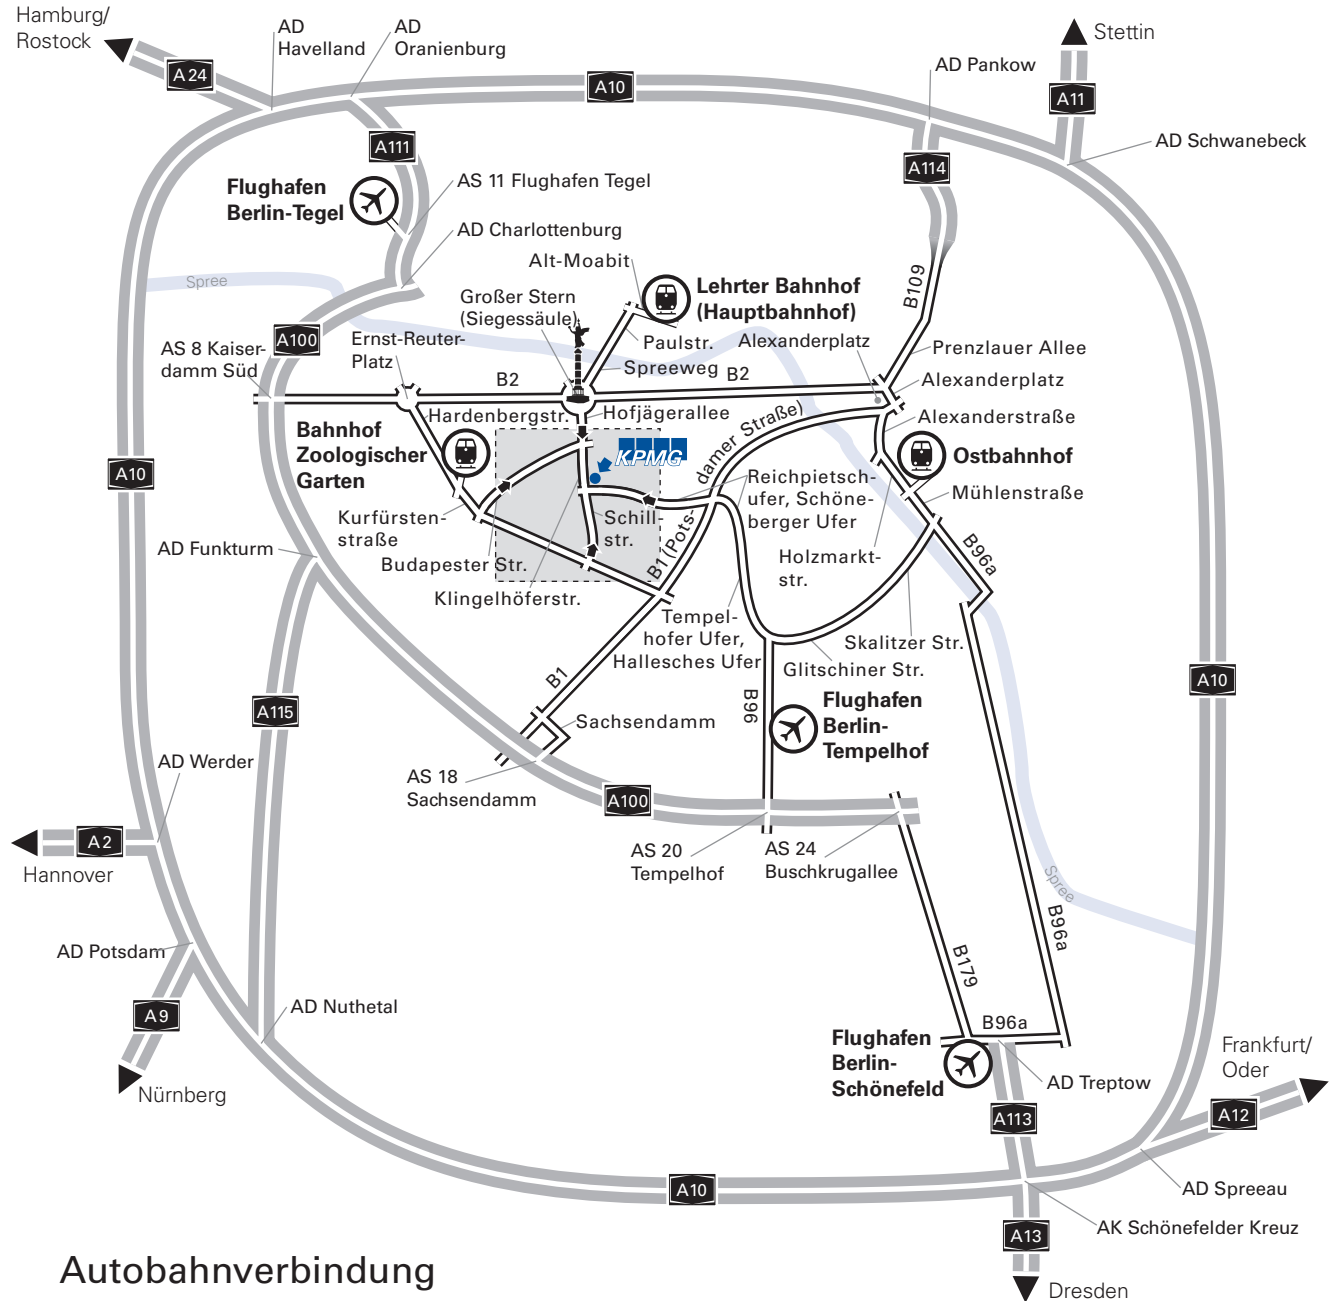 Hamburg/
Rostock
AD
Havelland
AD
Oranienburg
Stettin
AD Pankow
A24
A10
A11
AD Schwanebeck
A111
A114
Flughafen
Berlin-Tegel
AS 11 Flughafen Tegel
AD Charlottenburg
Alt-Moabit
Spree
Lehrter Bahnhof
(Hauptbahnhof)
B109
Großer Stern
(Siegessäule)
A100
Ernst-Reuter-
Platz
AS 8 Kaiser-
damm Süd
Paulstr.
Alexanderplatz
Prenzlauer Allee
Spreeweg
B2
B2
Alexanderplatz
Hardenbergstr.
Hofjägerallee
Alexanderstraße
Bahnhof
Zoologischer
Garten
KPMG
B1 (Pots-
damer Straße)
Ostbahnhof
A10
Reichpietsch-
ufer, Schöne-
berger Ufer
Mühlenstraße
Kurfürsten-
straße
Schill-
str.
Holzmarkt-
str.
B96a
AD Funkturm
Budapester Str.
Klingelhöferstr.
Tempel-
hofer Ufer,
Hallesches Ufer
Skalitzer Str.
Glitschiner Str.
B1
B96
A10
A115
Sachsendamm
Flughafen
Berlin-
Tempelhof
AD Werder
AS 18
Sachsendamm
A100
A2
Hannover
AS 20
Tempelhof
AS 24
Buschkrugallee
Spree
B96a
AD Potsdam
B179
A9
AD Nuthetal
B96a
Flughafen
Berlin-
Schönefeld
Frankfurt/
Oder
Nürnberg
AD Treptow
A113
A12
A10
AD Spreeau
AK Schönefelder Kreuz
A13
Autobahnverbindung
Dresden